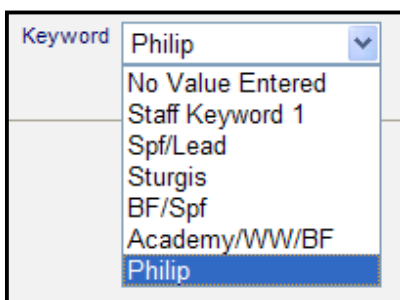 Keyword Philip
No Value Entered
Staff Keyword 1
Spf/Lead
Sturgis
BF/Spf
Academy/WW/BF
Philip